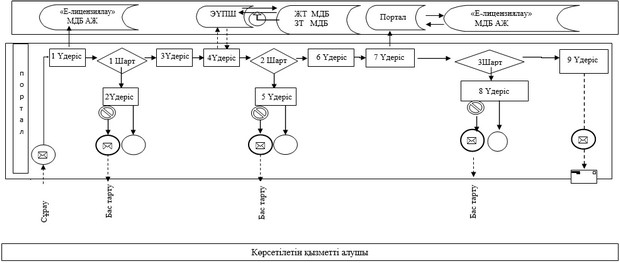 «Е-лицензиялау»
МДБ АЖ
ЭҮПШ
ЖТ МДБ
ЗТ МДБ
Портал
«Е-лицензиялау»
МДБ АЖ
портал
1 Үдеріс
1 Шарт
3Үдеріс
4Үдеріс
2 Шарт
6 Үдеріс
7 Үдеріс
3Шарт
9 Үдеріс
2Үдеріс
5 Үдеріс
8 Үдеріс
Сұрау
Бас тарту
Бас тарту
Бас тарту
Көрсетілетін қызметті алушы